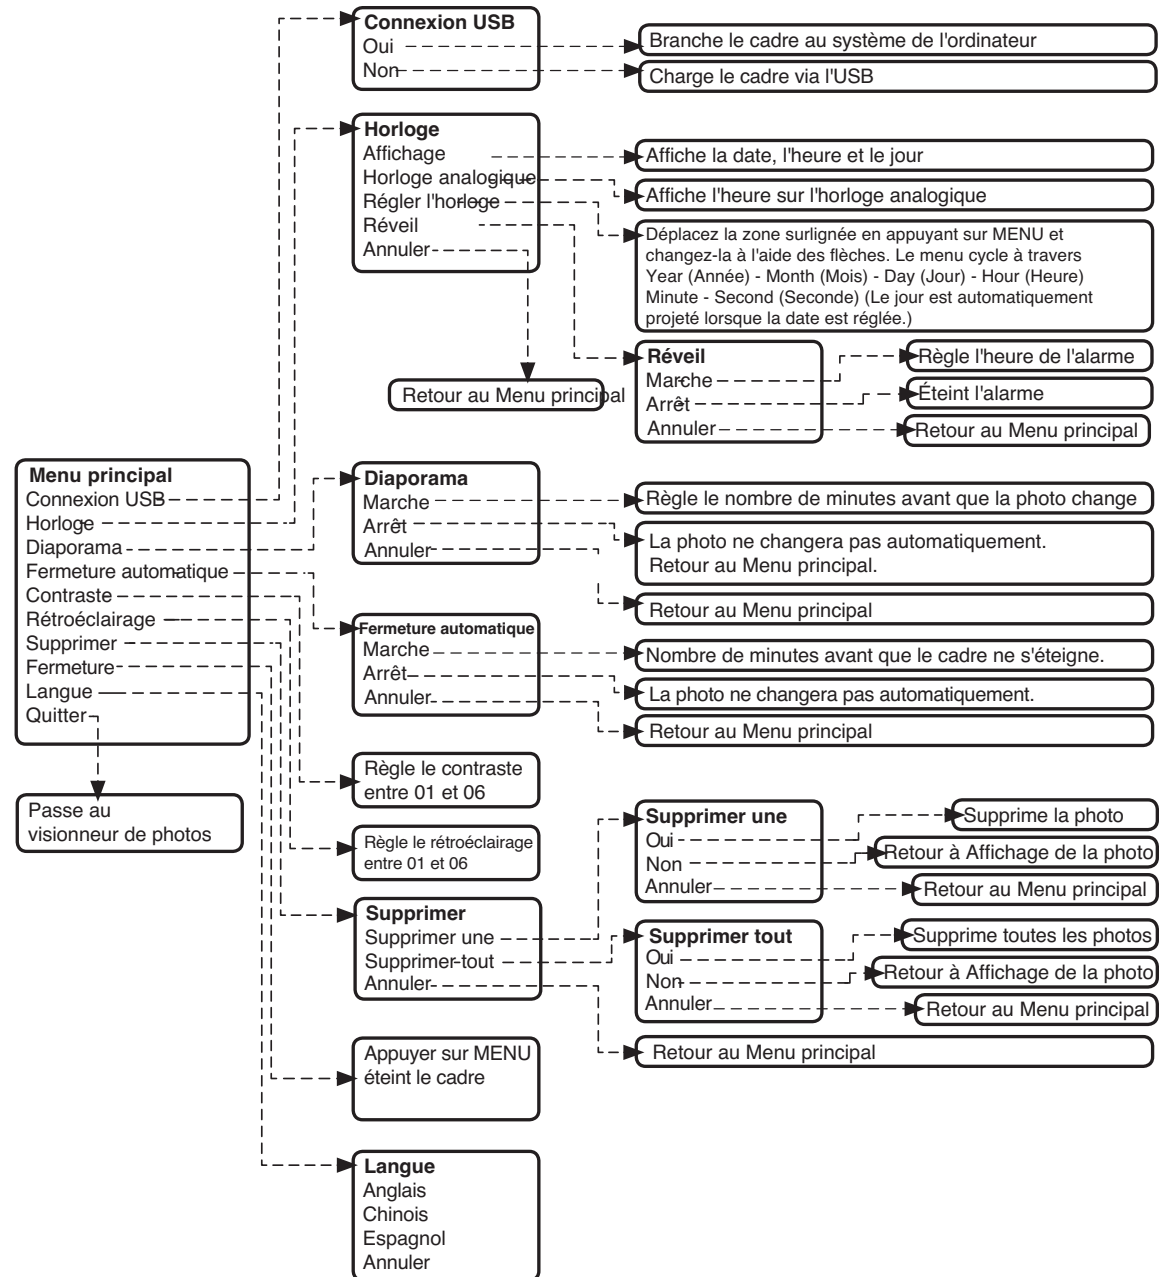 Connexion USB
Oui
Non
Branche le cadre au système de l'ordinateur
Charge le cadre via l'USB
Horloge
Affichage
Horloge analogique
Régler l'horloge
Réveil
Annuler
Affiche la date, l'heure et le jour
Affiche l'heure sur l'horloge analogique
Déplacez la zone surlignée en appuyant sur MENU et
changez-la à l'aide des flèches. Le menu cycle à travers
Year (Année) - Month (Mois) - Day (Jour) - Hour (Heure)
Minute - Second (Seconde) (Le jour est automatiquement
projeté lorsque la date est réglée.)
Retour au Menu principal
Réveil
Marche
Arrêt
Annuler
Règle l'heure de l'alarme
Éteint l'alarme
Retour au Menu principal
Menu principal
Connexion USB
Horloge
Diaporama
Fermeture automatique
Contraste
Rétroéclairage
Supprimer
Fermeture
Langue
Quitter
Passe au
visionneur de photos
Diaporama
Marche
Arrêt
Annuler
Règle le nombre de minutes avant que la photo change
La photo ne changera pas automatiquement.
Retour au Menu principal.
Retour au Menu principal
Fermeture automatique
Marche
Arrêt
Annuler
Nombre de minutes avant que le cadre ne s'éteigne.
La photo ne changera pas automatiquement.
Retour au Menu principal
Règle le contraste
entre 01 et 06
Règle le rétroéclairage
entre 01 et 06
Supprimer
Supprimer une
Supprimer tout
Annuler
Supprimer une
Oui
Non
Annuler
Supprime la photo
Retour à Affichage de la photo
Retour au Menu principal
Supprimer tout
Oui
Non
Annuler
Supprime toutes les photos
Retour à Affichage de la photo
Retour au Menu principal
Retour au Menu principal
Appuyer sur MENU
éteint le cadre
Langue
Anglais
Chinois
Espagnol
Annuler